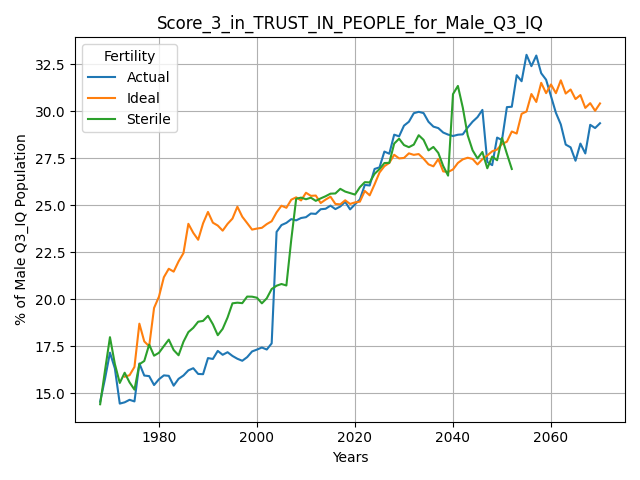 Score_3_in_TRUST_IN_PEOPLE_for_Male_Q3_IQ
Fertility
Actual
Ideal
Sterile
% of Male Q3_IQ Population
32.5
30.0
27.5
25.0
22.5
20.0
17.5
15.0
1980
2000
2020
2040
2060
Years